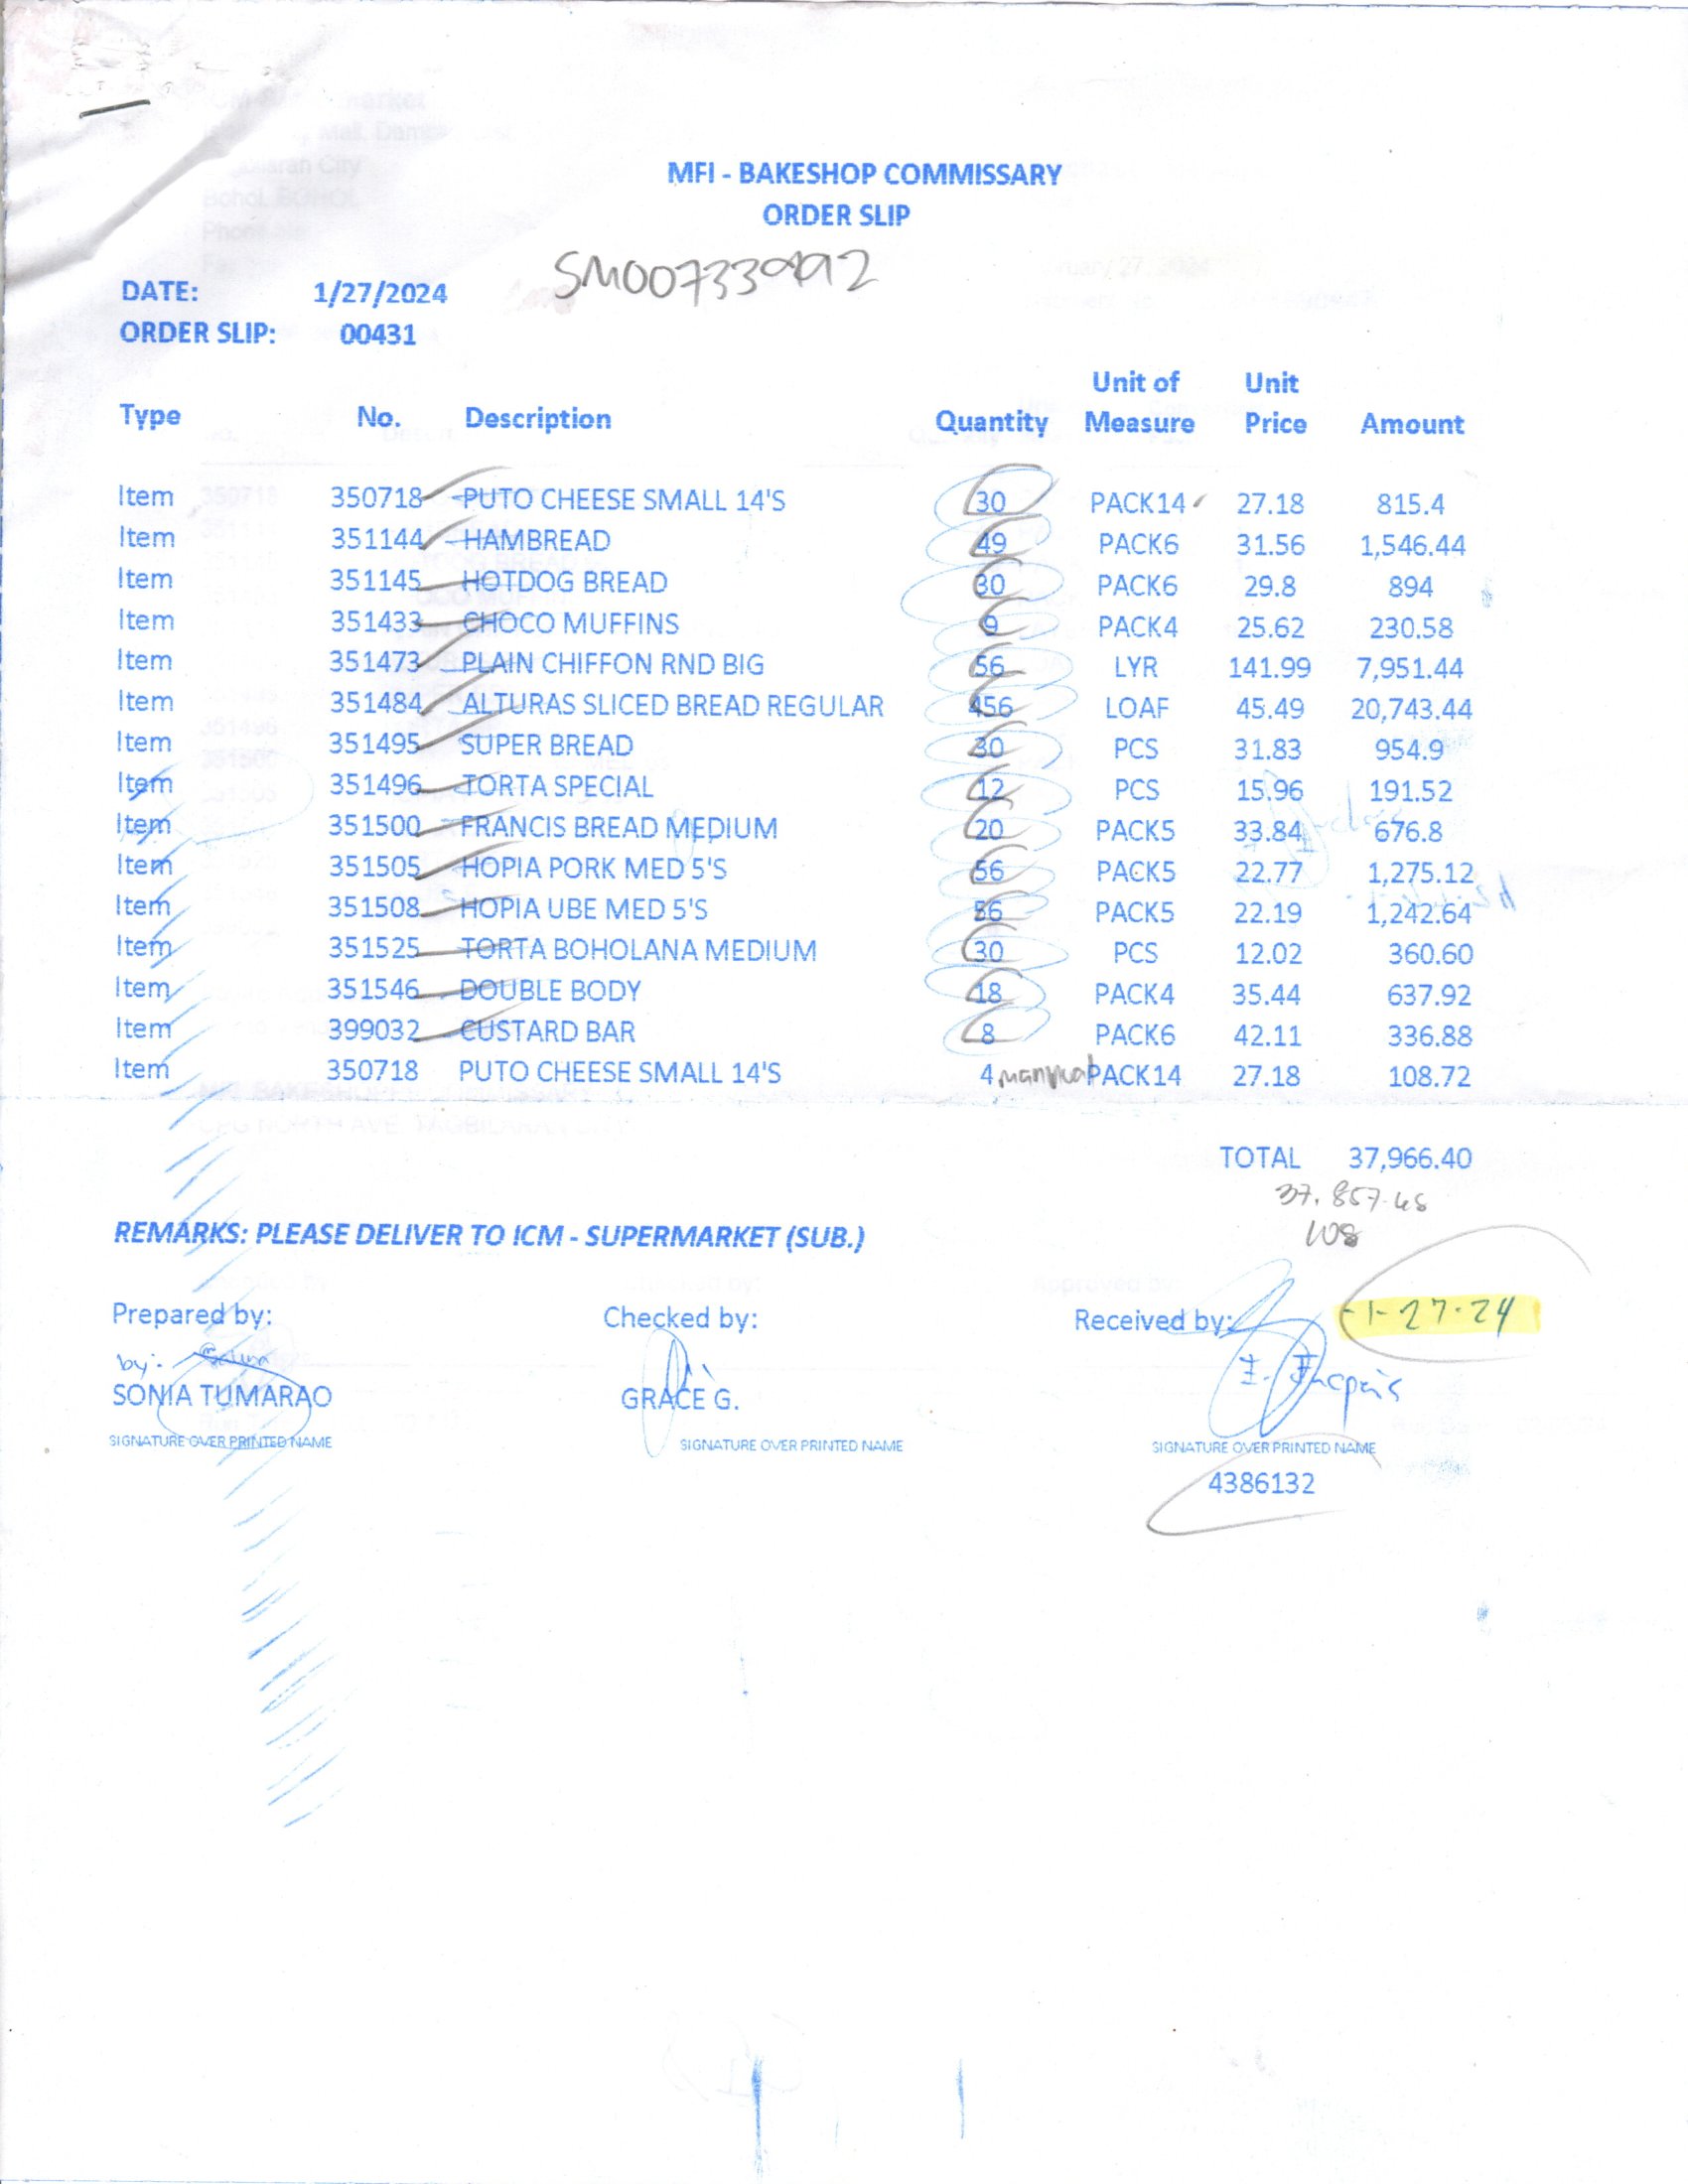 MFI - BAKESHOP COMMISSARY
ORDER SLIP
DATE: 1/27/2024
ORDER SLIP: 00431
Type No. Description Quantity Unit of Measure Unit Price Amount
Item 350718 PUTO CHEESE SMALL 14'S 30 PACK14 27.18 815.4
Item 351144 HAMBREAD 49 PACK6 31.56 1,546.44
Item 351145 HOTDOG BREAD 30 PACK6 29.8 894
Item 351433 CHOCO MUFFINS 9 PACK4 25.62 230.58
Item 351473 PLAIN CHIFFON RND BIG 56 LYR 141.99 7,951.44
Item 351484 ALTURAS SLICED BREAD REGULAR 456 LOAF 45.49 20,743.44
Item 351495 SUPER BREAD 30 PCS 31.83 954.9
Item 351496 TORTA SPECIAL 12 PCS 15.96 191.52
Item 351500 FRANCIS BREAD MEDIUM 20 PACK5 33.84 676.8
Item 351505 HOPIA PORK MED 5'S 56 PACK5 22.77 1,275.12
Item 351508 HOPIA UBE MED 5'S 56 PACK5 22.19 1,242.64
Item 351525 TORTA BOHOLANA MEDIUM 30 PCS 12.02 360.60
Item 351546 DOUBLE BODY 18 PACK4 35.44 637.92
Item 399032 CUSTARD BAR 8 PACK6 42.11 336.88
Item 350718 PUTO CHEESE SMALL 14'S 4 manual PACK14 27.18 108.72
TOTAL 37,966.40
REMARKS: PLEASE DELIVER TO ICM - SUPERMARKET (SUB.)
Prepared by: Checked by: Received by: 1-27-24
by:
SONIA TUMARAO GRACE G.
SIGNATURE OVER PRINTED NAME SIGNATURE OVER PRINTED NAME SIGNATURE OVER PRINTED NAME
4386132